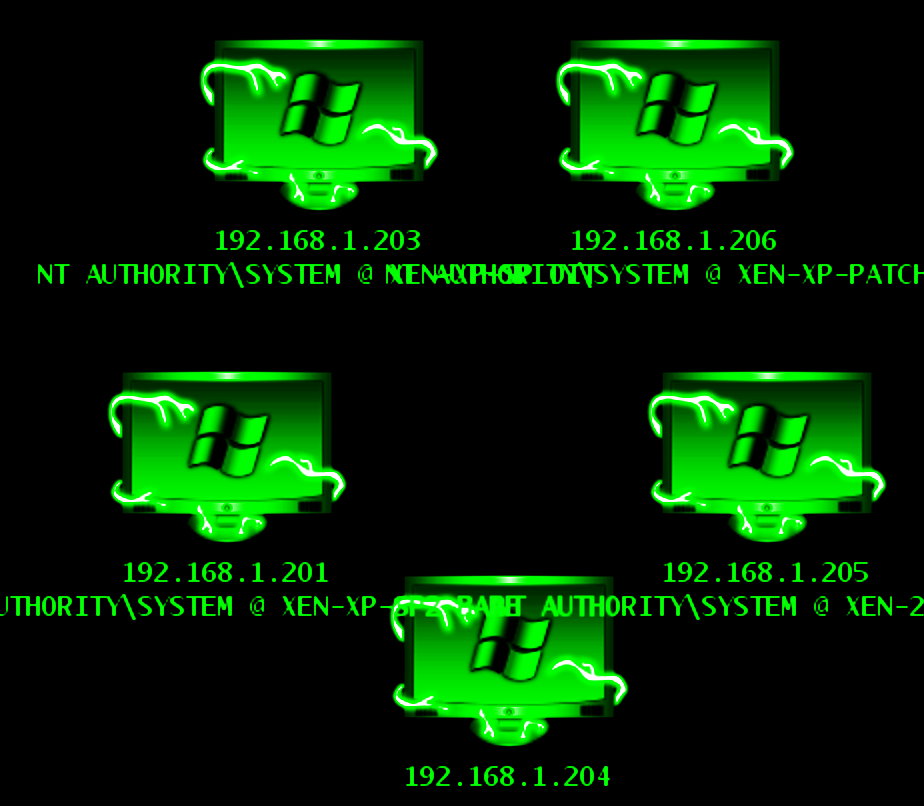 192.168.1.203
192.168.1.206
NT AUTHORITY\SYSTEM @
SYSTEM @ XEN-XP-PATCH
192.168.1.201
192.168.1.205
UTHORITY\SYSTEM @ XEN-XP- AUTHORITY\SYSTEM @ XEN-2
192.168.1.204